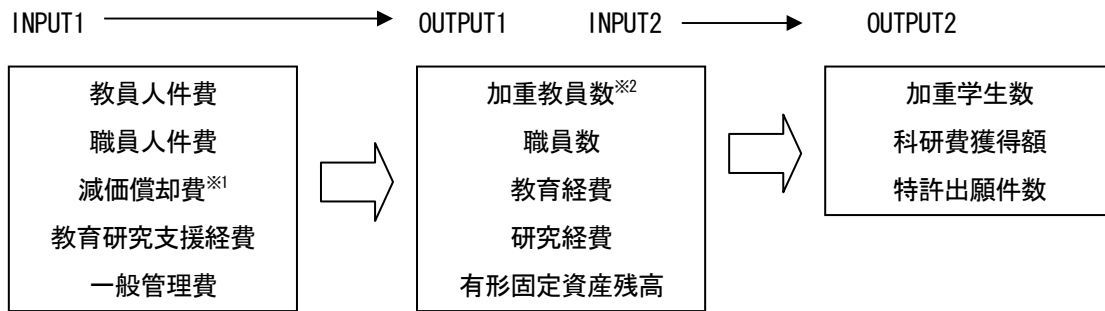 INPUT1 OUTPUT1 INPUT2 OUTPUT2
教員人件費
職員人件費
減価償却費※1
教育研究支援経費
一般管理費
加重教員数※2
職員数
教育経費
研究経費
有形固定資産残高
加重学生数
科研費獲得額
特許出願件数